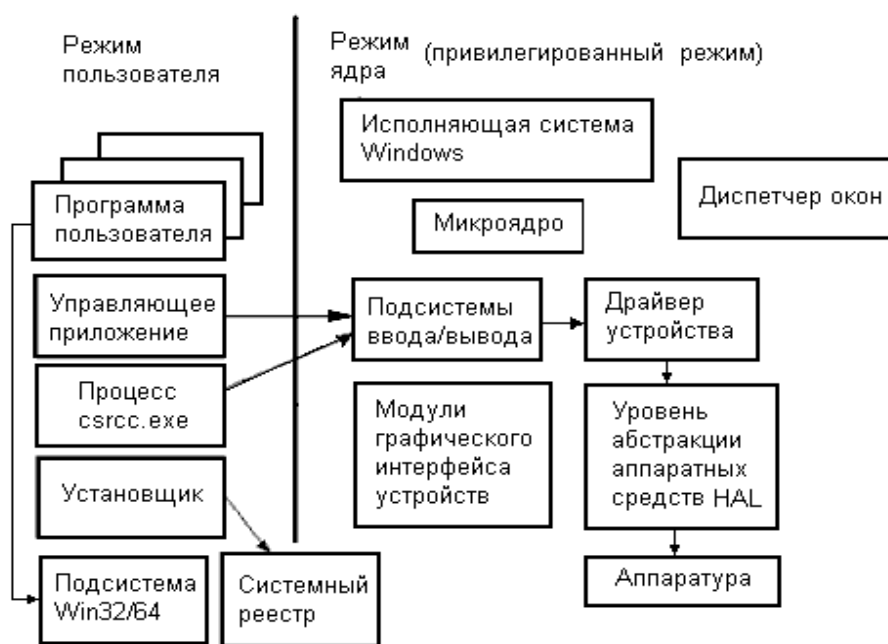 Режим
пользователя
Режим
ядра
(привилегированный режим)
Исполняющая система
Windows
Диспетчер окон
Программа
пользователя
Микроядро
Управляющее
приложение
Подсистемы
ввода/вывода
Драйвер
устройства
Процесс
csrcc.exe
Модули
графического
интерфейса
устройств
Уровень
абстракции
аппаратных
средств HAL
Установщик
Подсистема
Win32/64
Системный
реестр
Аппаратура